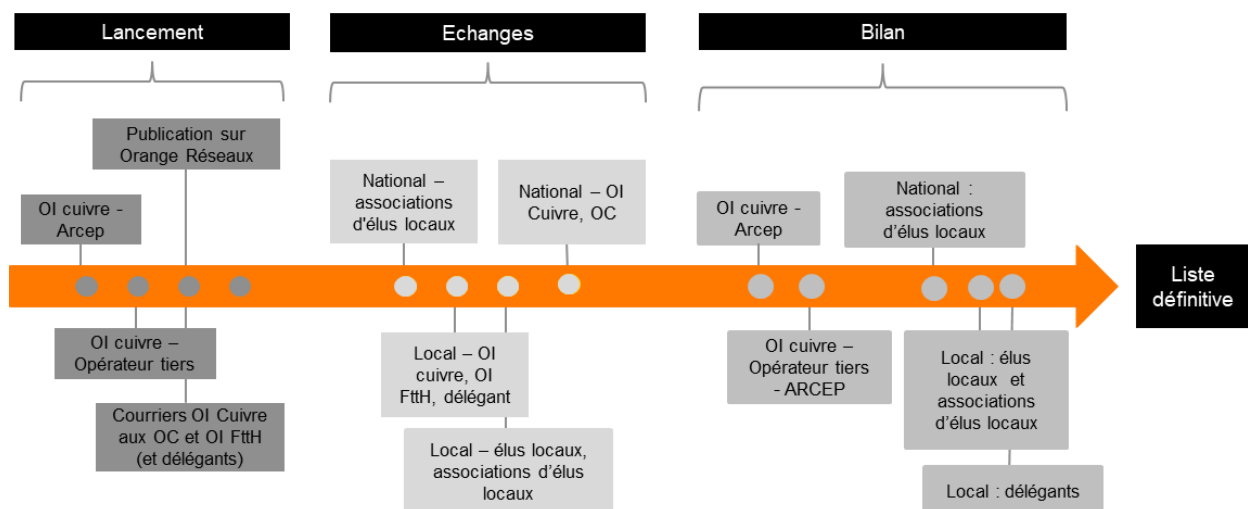 Lancement
Echanges
Bilan
Publication sur
Orange Réseaux
OI cuivre -
Arcep
OI cuivre –
Opérateur tiers
Courriers OI Cuivre
aux OC et OI FttH
(et délégants)
National –
associations
d'élus locaux
National – OI
Cuivre, OC
Local – OI
cuivre, OI
FttH, délégant
Local – élus locaux,
associations d’élus
locaux
OI cuivre -
Arcep
National :
associations
d’élus locaux
OI cuivre –
Opérateur tiers
- ARCEP
Local : élus
locaux et
associations
d’élus locaux
Local : délégants
Liste
définitive